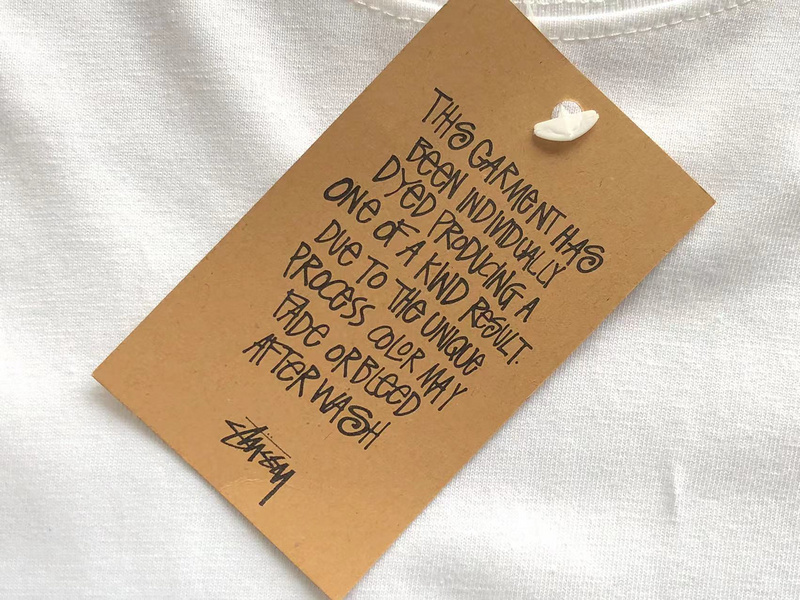 THIS GARMENT HAS
BEEN INDIVIDUALLY
DYED PRODUCING A
ONE OF A KIND RESULT.
DUE TO THE UNIQUE
PROCESS COLOR MAY
FADE OR BLEED
AFTER WASH
Stüssy